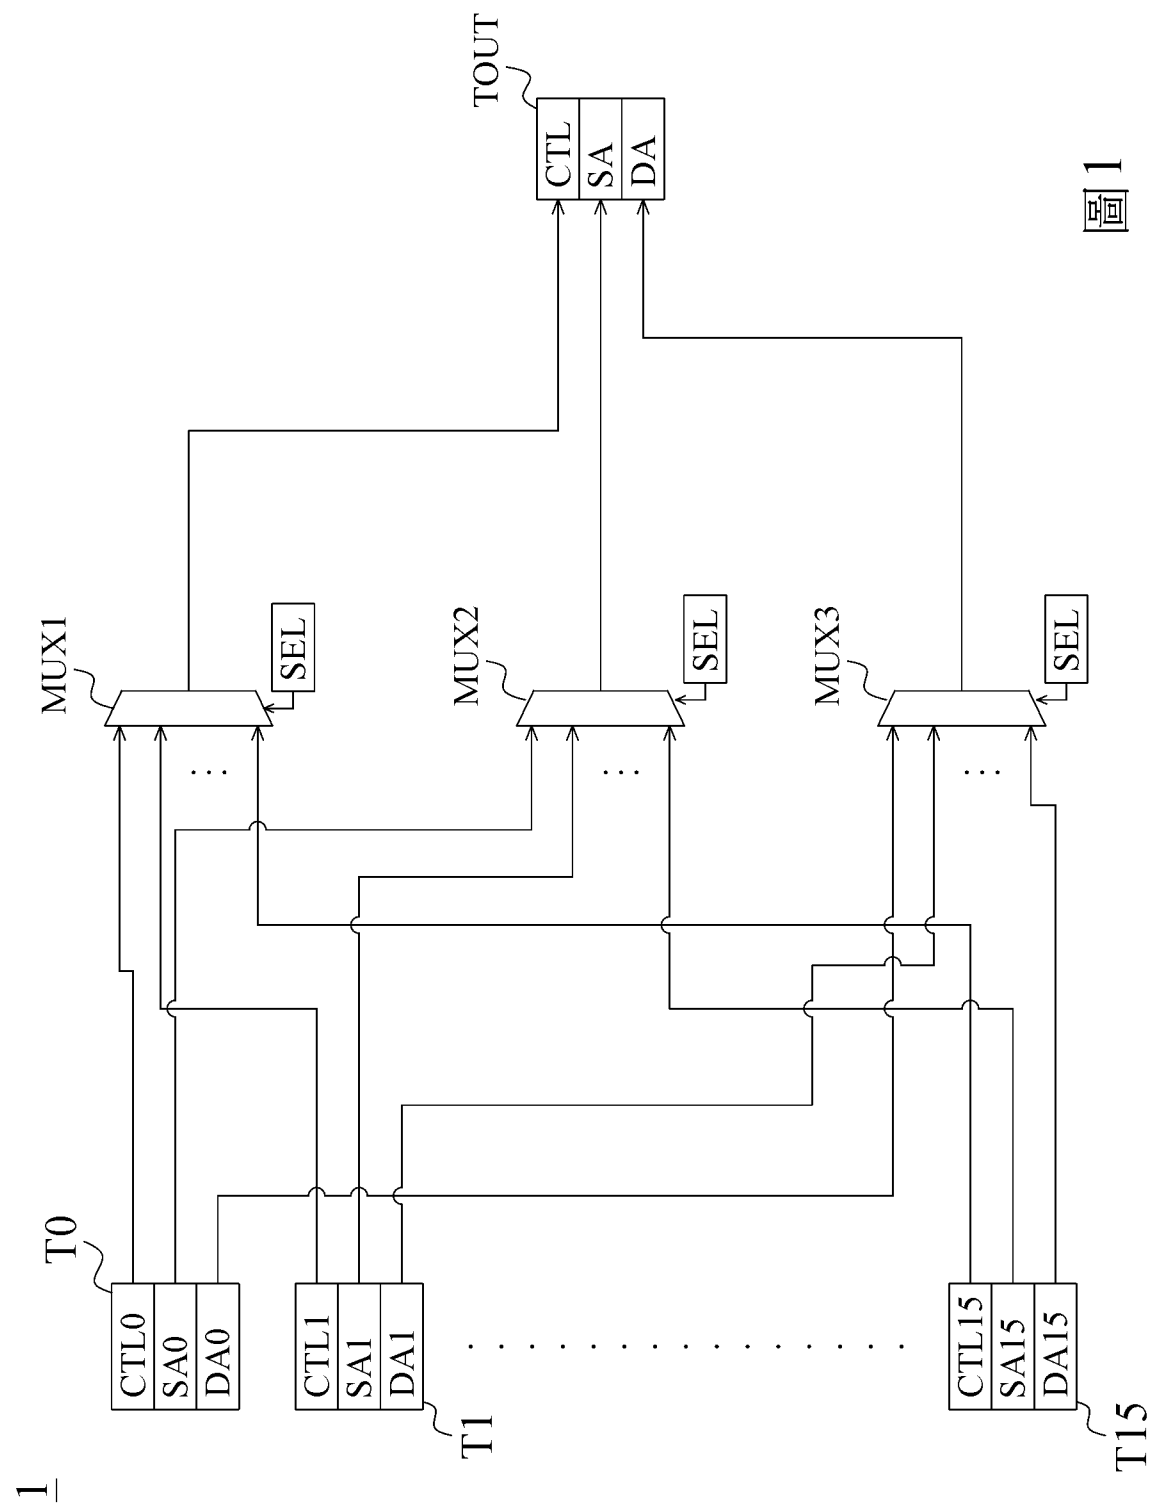 1
T0
CTL0
SA0
DA0
CTL1
SA1
DA1
T1
CTL15
SA15
DA15
T15
MUX1
SEL
MUX2
SEL
MUX3
SEL
TOUT
CTL
SA
DA
圖1